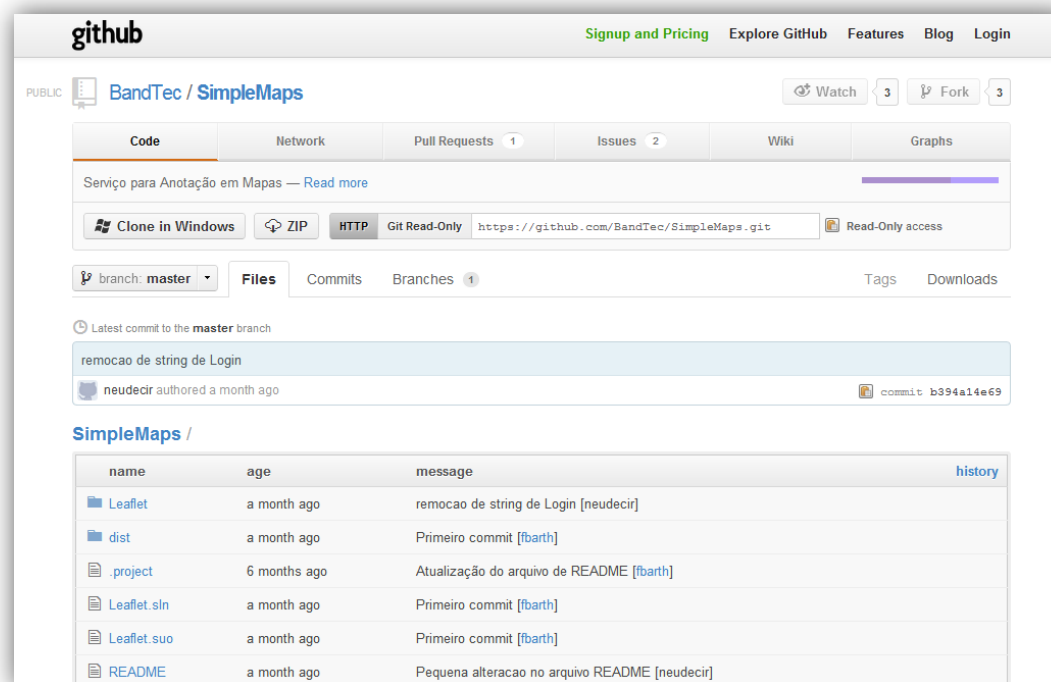 github Signup and Pricing Explore GitHub Features Blog Login
PUBLIC BandTec / SimpleMaps Watch 3 Fork 3
Code Network Pull Requests 1 Issues 2 Wiki Graphs
Serviço para Anotação em Mapas — Read more
Clone in Windows ZIP HTTP Git Read-Only https://github.com/BandTec/SimpleMaps.git Read-Only access
branch: master Files Commits Branches 1 Tags Downloads
Latest commit to the master branch
remocao de string de Login
neudecir authored a month ago commit b394a14e69
SimpleMaps /
name age message history
Leaflet a month ago remocao de string de Login [neudecir]
dist a month ago Primeiro commit [fbarth]
.project 6 months ago Atualização do arquivo de README [fbarth]
Leaflet.sln a month ago Primeiro commit [fbarth]
Leaflet.suo a month ago Primeiro commit [fbarth]
README a month ago Pequena alteracao no arquivo README [neudecir]